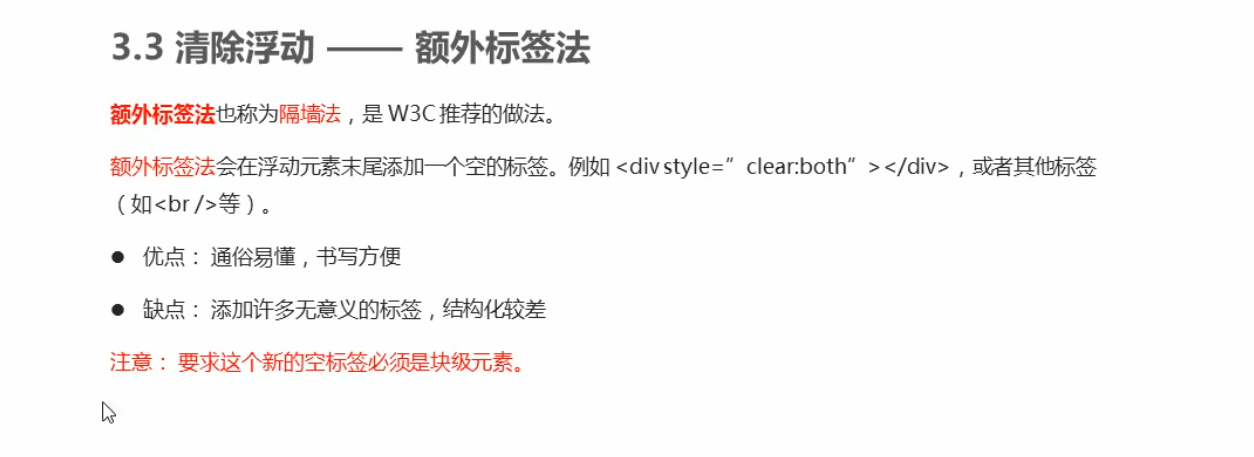 3.3 清除浮动 —— 额外标签法
额外标签法也称为隔墙法，是 W3C 推荐的做法。
额外标签法会在浮动元素末尾添加一个空的标签。例如 <div style=”clear:both”></div>，或者其他标签
（如<br />等）。
● 优点： 通俗易懂，书写方便
● 缺点： 添加许多无意义的标签，结构化较差
注意： 要求这个新的空标签必须是块级元素。